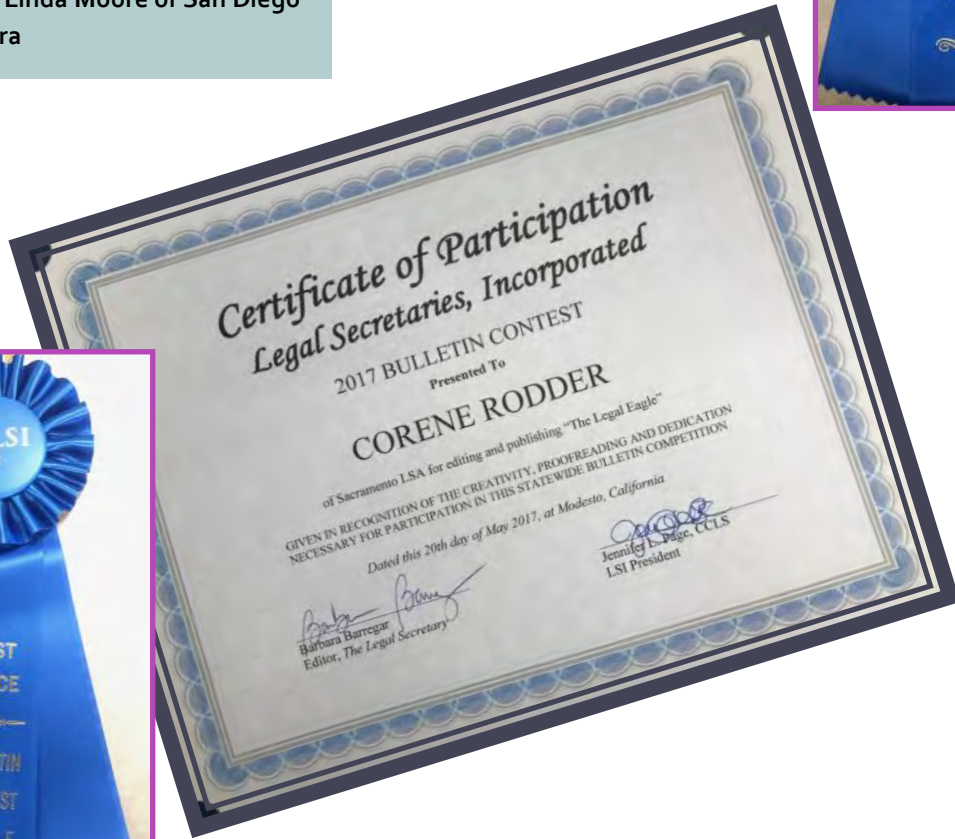 Linda Moore of San Diego
ra
Certificate of Participation
Legal Secretaries, Incorporated
2017 BULLETIN CONTEST
Presented To
CORENE RODDER
of Sacramento LSA for editing and publishing "The Legal Eagle"
GIVEN IN RECOGNITION OF THE CREATIVITY, PROOFREADING AND DEDICATION
NECESSARY FOR PARTICIPATION IN THIS STATEWIDE BULLETIN COMPETITION
Dated this 20th day of May 2017, at Modesto, California
Jennifer L. Page, CCLS
LSI President
Barbara Barregar
Editor, The Legal Secretary
LSI
ST
CE
TIN
ST